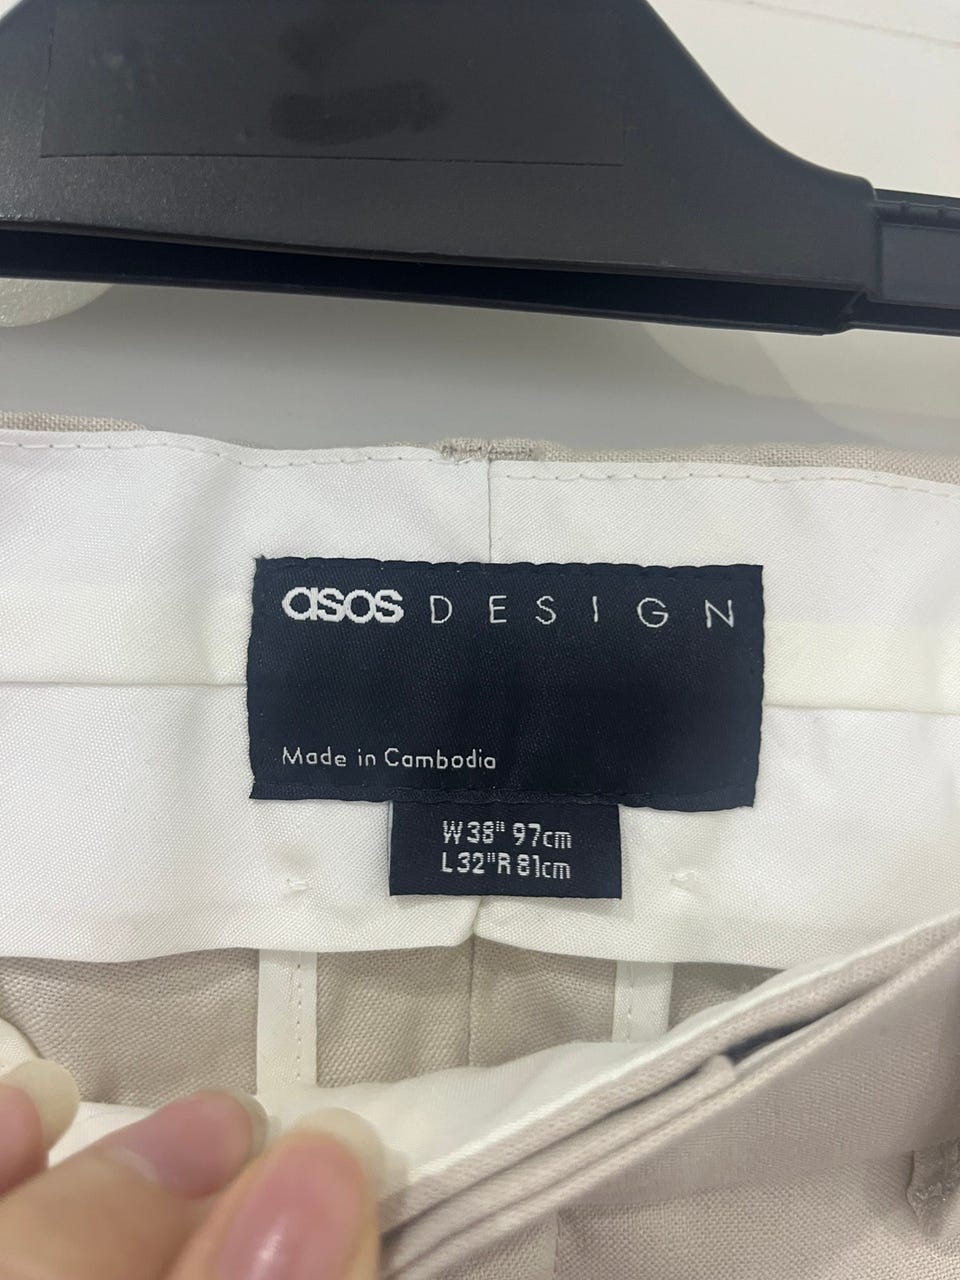 asos DESIGN
Made in Cambodia
W38" 97cm
L32"R 81cm